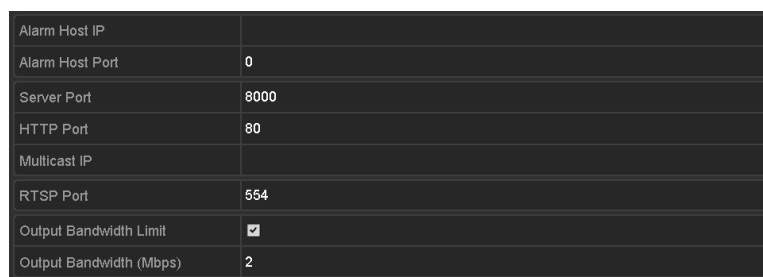 Alarm Host IP
Alarm Host Port 0
Server Port 8000
HTTP Port 80
Multicast IP
RTSP Port 554
Output Bandwidth Limit
Output Bandwidth (Mbps) 2